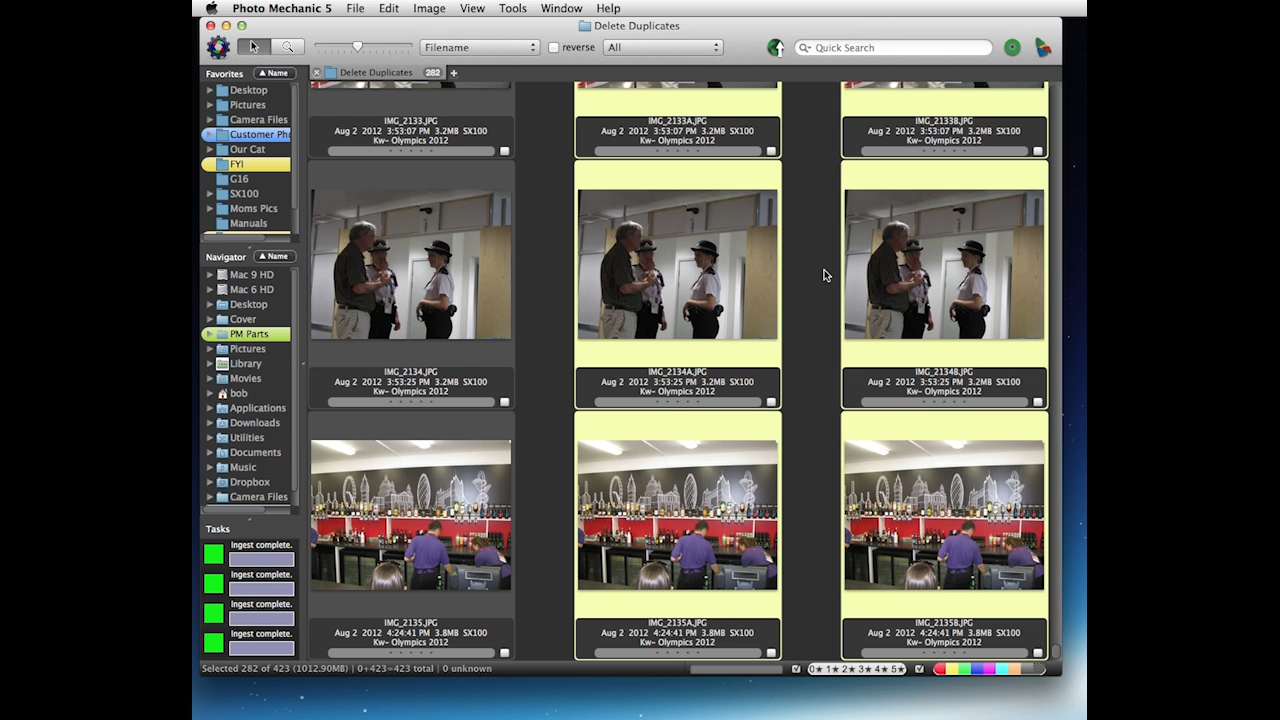 Photo Mechanic 5 File Edit Image View Tools Window Help
Delete Duplicates
Filename reverse All Quick Search
Favorites Name
Delete Duplicates 282 +
Desktop
Pictures
Camera Files
Customer Pho
Our Cat
FYI
G16
SX100
Moms Pics
Manuals
Navigator Name
Mac 9 HD
Mac 6 HD
Desktop
Cover
PM Parts
Pictures
Library
Movies
bob
Applications
Downloads
Utilities
Documents
Music
Dropbox
Camera Files
Tasks
Ingest complete.
Ingest complete.
Ingest complete.
Ingest complete.
IMG_2133.JPG
Aug 2 2012 3:53:07 PM 3.2MB SX100
Kw- Olympics 2012
IMG_2133A.JPG
Aug 2 2012 3:53:07 PM 3.2MB SX100
Kw- Olympics 2012
IMG_2133B.JPG
Aug 2 2012 3:53:07 PM 3.2MB SX100
Kw- Olympics 2012
IMG_2134.JPG
Aug 2 2012 3:53:25 PM 3.2MB SX100
Kw- Olympics 2012
IMG_2134A.JPG
Aug 2 2012 3:53:25 PM 3.2MB SX100
Kw- Olympics 2012
IMG_2134B.JPG
Aug 2 2012 3:53:25 PM 3.2MB SX100
Kw- Olympics 2012
IMG_2135.JPG
Aug 2 2012 4:24:41 PM 3.8MB SX100
Kw- Olympics 2012
IMG_2135A.JPG
Aug 2 2012 4:24:41 PM 3.8MB SX100
Kw- Olympics 2012
IMG_2135B.JPG
Aug 2 2012 4:24:41 PM 3.8MB SX100
Kw- Olympics 2012
Selected 282 of 423 (1012.90MB) | 0+423=423 total | 0 unknown
0★ 1★ 2★ 3★ 4★ 5★